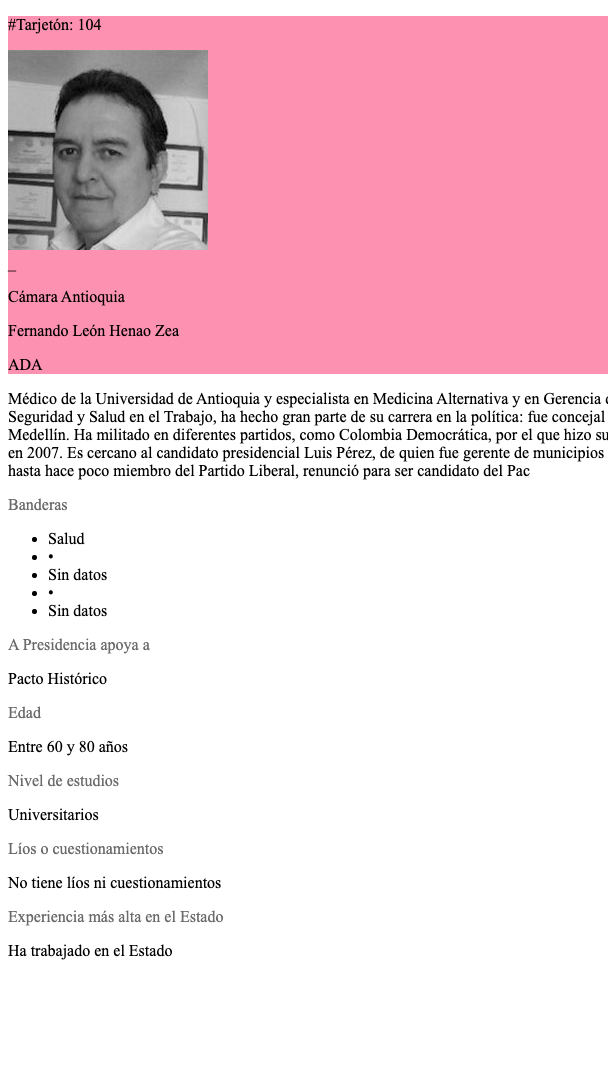 #Tarjetón: 104
_
Cámara Antioquia
Fernando León Henao Zea
ADA
Médico de la Universidad de Antioquia y especialista en Medicina Alternativa y en Gerencia
Seguridad y Salud en el Trabajo, ha hecho gran parte de su carrera en la política: fue concejal
Medellín. Ha militado en diferentes partidos, como Colombia Democrática, por el que hizo su
en 2007. Es cercano al candidato presidencial Luis Pérez, de quien fue gerente de municipios
hasta hace poco miembro del Partido Liberal, renunció para ser candidato del Pac
Banderas
• Salud
• •
• Sin datos
• •
• Sin datos
A Presidencia apoya a
Pacto Histórico
Edad
Entre 60 y 80 años
Nivel de estudios
Universitarios
Líos o cuestionamientos
No tiene líos ni cuestionamientos
Experiencia más alta en el Estado
Ha trabajado en el Estado